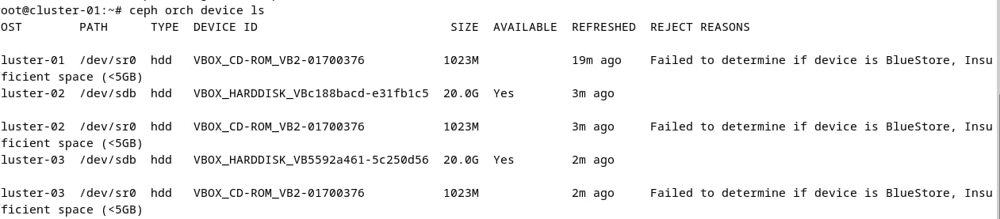 root@cluster-01:~# ceph orch device ls
OST        PATH      TYPE  DEVICE ID                           SIZE  AVAILABLE  REFRESHED  REJECT REASONS
luster-01  /dev/sr0  hdd   VBOX_CD-ROM_VB2-01700376           1023M             19m ago    Failed to determine if device is BlueStore, Insu
fficient space (<5GB)
luster-02  /dev/sdb  hdd   VBOX_HARDDISK_VBc188bacd-e31fb1c5  20.0G  Yes        3m ago
luster-02  /dev/sr0  hdd   VBOX_CD-ROM_VB2-01700376           1023M             3m ago     Failed to determine if device is BlueStore, Insu
fficient space (<5GB)
luster-03  /dev/sdb  hdd   VBOX_HARDDISK_VB5592a461-5c250d56  20.0G  Yes        2m ago
luster-03  /dev/sr0  hdd   VBOX_CD-ROM_VB2-01700376           1023M             2m ago     Failed to determine if device is BlueStore, Insu
fficient space (<5GB)